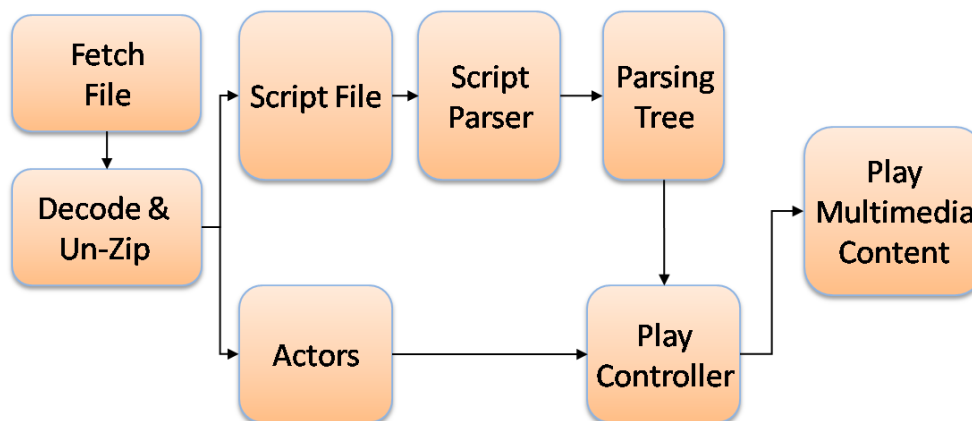 Fetch
File
Decode &
Un-Zip
Script File
Script
Parser
Parsing
Tree
Actors
Play
Controller
Play
Multimedia
Content